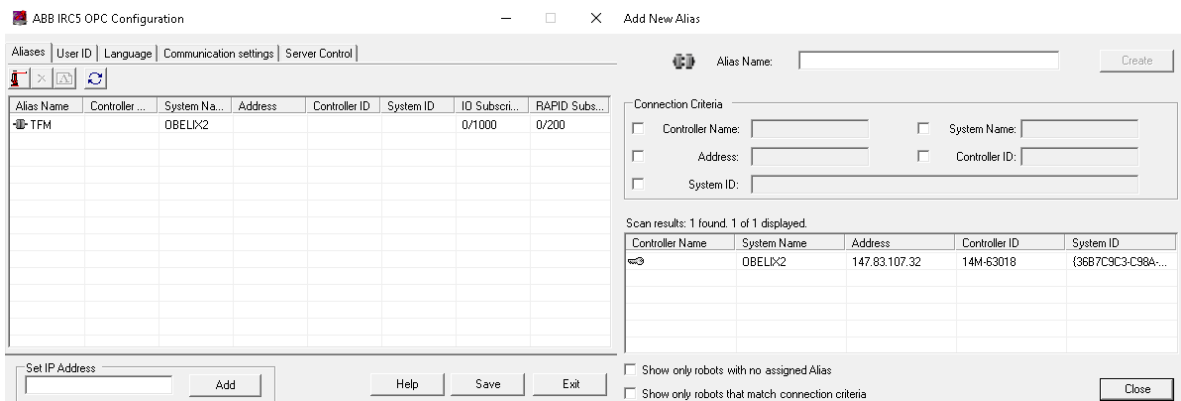 ABB IRC5 OPC Configuration
Aliases User ID Language Communication settings Server Control
Alias Name Controller ... System Na... Address Controller ID System ID IO Subscri... RAPID Subs...
TFM OBELIX2 0/1000 0/200
Set IP Address
Add Help Save Exit
Add New Alias
Alias Name: Create
Connection Criteria
Controller Name: System Name:
Address: Controller ID:
System ID:
Scan results: 1 found. 1 of 1 displayed.
Controller Name System Name Address Controller ID System ID
OBELIX2 147.83.107.32 14M-63018 {36B7C9C3-C98A-...
Show only robots with no assigned Alias
Show only robots that match connection criteria
Close